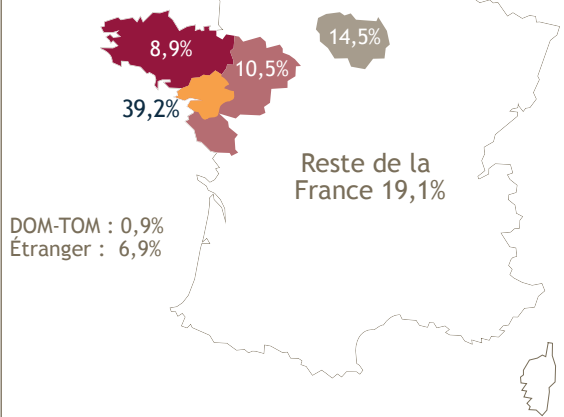 14,5%
8,9%
10,5%
39,2%
Reste de la
France 19,1%
DOM-TOM : 0,9%
Étranger : 6,9%